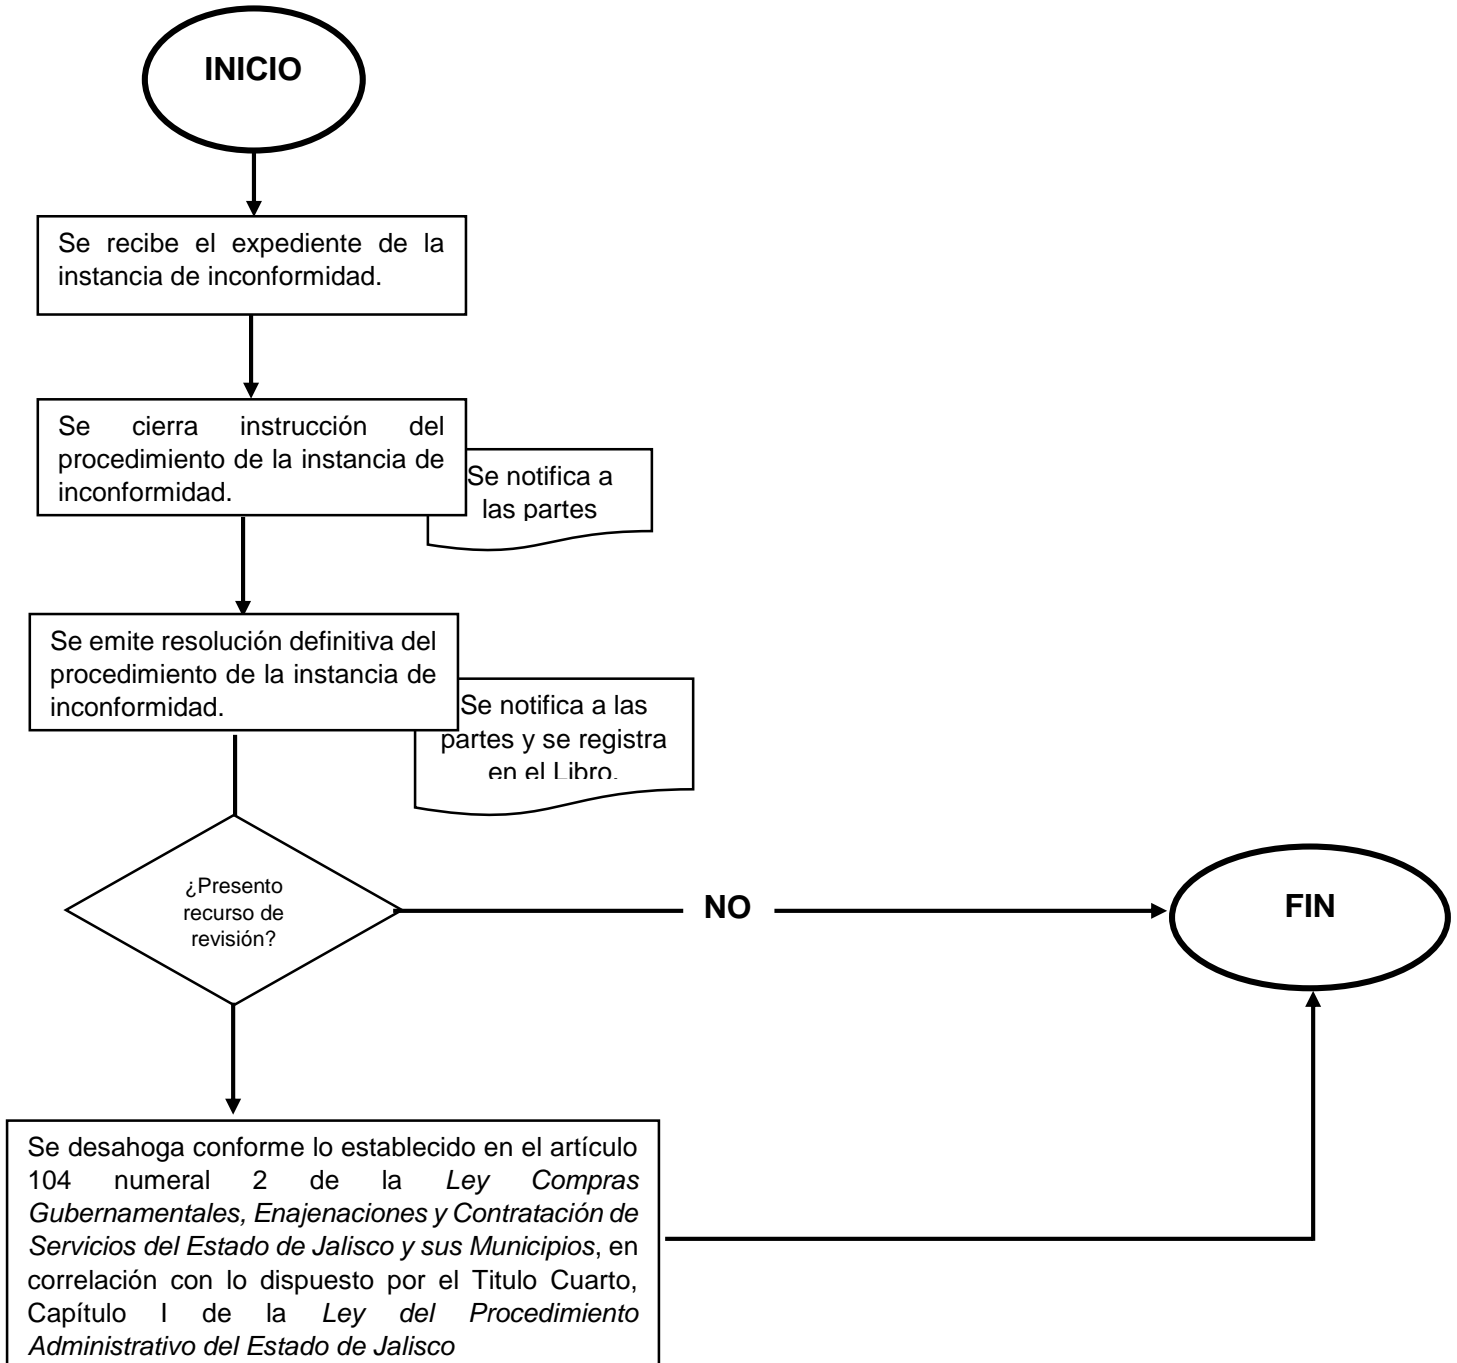 INICIO
Se recibe el expediente de la
instancia de inconformidad.
Se cierra instrucción del
procedimiento de la instancia de
inconformidad.
Se notifica a
las partes
Se emite resolución definitiva del
procedimiento de la instancia de
inconformidad.
Se notifica a las
partes y se registra
en el Libro.
¿Presento
recurso de
revisión?
NO
FIN
Se desahoga conforme lo establecido en el artículo
104 numeral 2 de la Ley Compras
Gubernamentales, Enajenaciones y Contratación de
Servicios del Estado de Jalisco y sus Municipios, en
correlación con lo dispuesto por el Titulo Cuarto,
Capítulo I de la Ley del Procedimiento
Administrativo del Estado de Jalisco